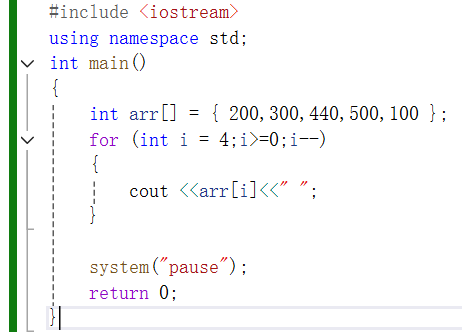 #include <iostream>
using namespace std;
int main()
{
int arr[] = { 200,300,440,500,100 };
for (int i = 4;i>=0;i--)
{
cout <<arr[i]<<" ";
}
system("pause");
return 0;
}